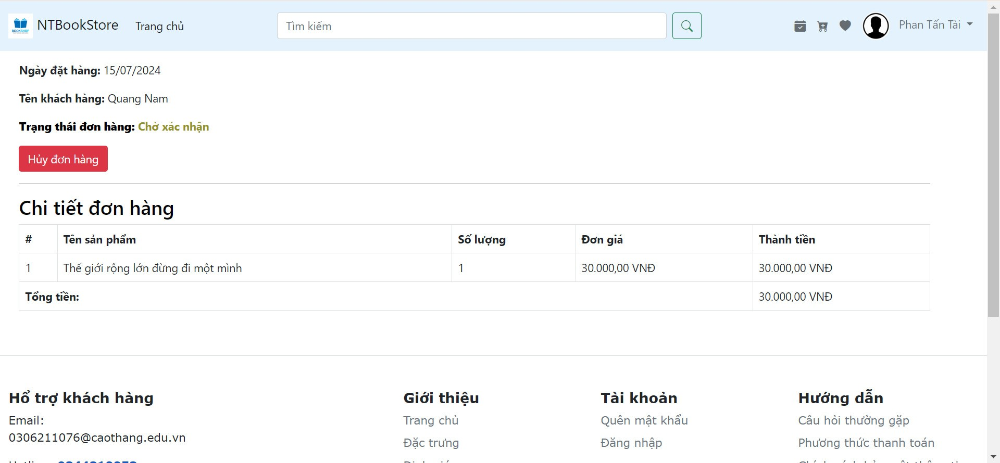 BOOKSHOP
NTBookStore
Trang chủ
Tìm kiếm
Phan Tấn Tài
Ngày đặt hàng: 15/07/2024
Tên khách hàng: Quang Nam
Trạng thái đơn hàng: Chờ xác nhận
Hủy đơn hàng
Chi tiết đơn hàng
# Tên sản phẩm Số lượng Đơn giá Thành tiền
1 Thế giới rộng lớn đừng đi một mình 1 30.000,00 VNĐ 30.000,00 VNĐ
Tổng tiền: 30.000,00 VNĐ
Hổ trợ khách hàng
Email:
0306211076@caothang.edu.vn
Giới thiệu
Trang chủ
Đặc trưng
Tài khoản
Quên mật khẩu
Đăng nhập
Hướng dẫn
Câu hỏi thường gặp
Phương thức thanh toán